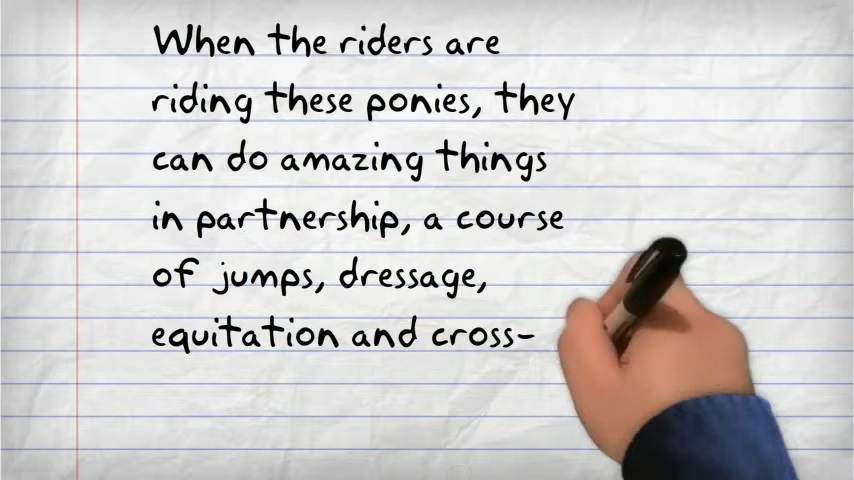 When the riders are
riding these ponies, they
can do amazing things
in partnership, a course
of jumps, dressage,
equitation and cross-